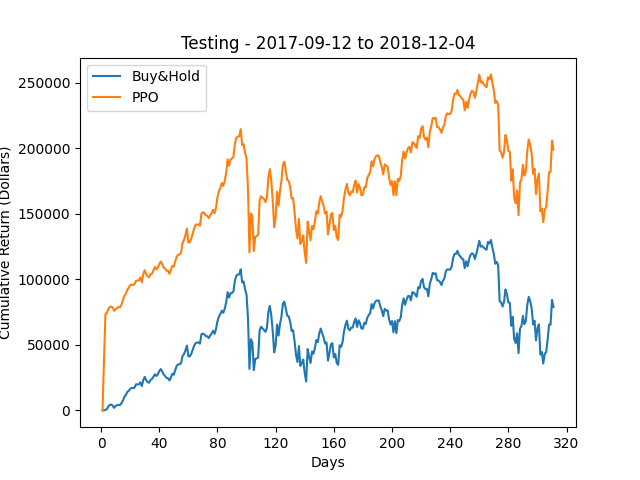 Testing - 2017-09-12 to 2018-12-04
Cumulative Return (Dollars)
250000
200000
150000
100000
50000
0
Buy&Hold
PPO
0 40 80 120 160 200 240 280 320
Days